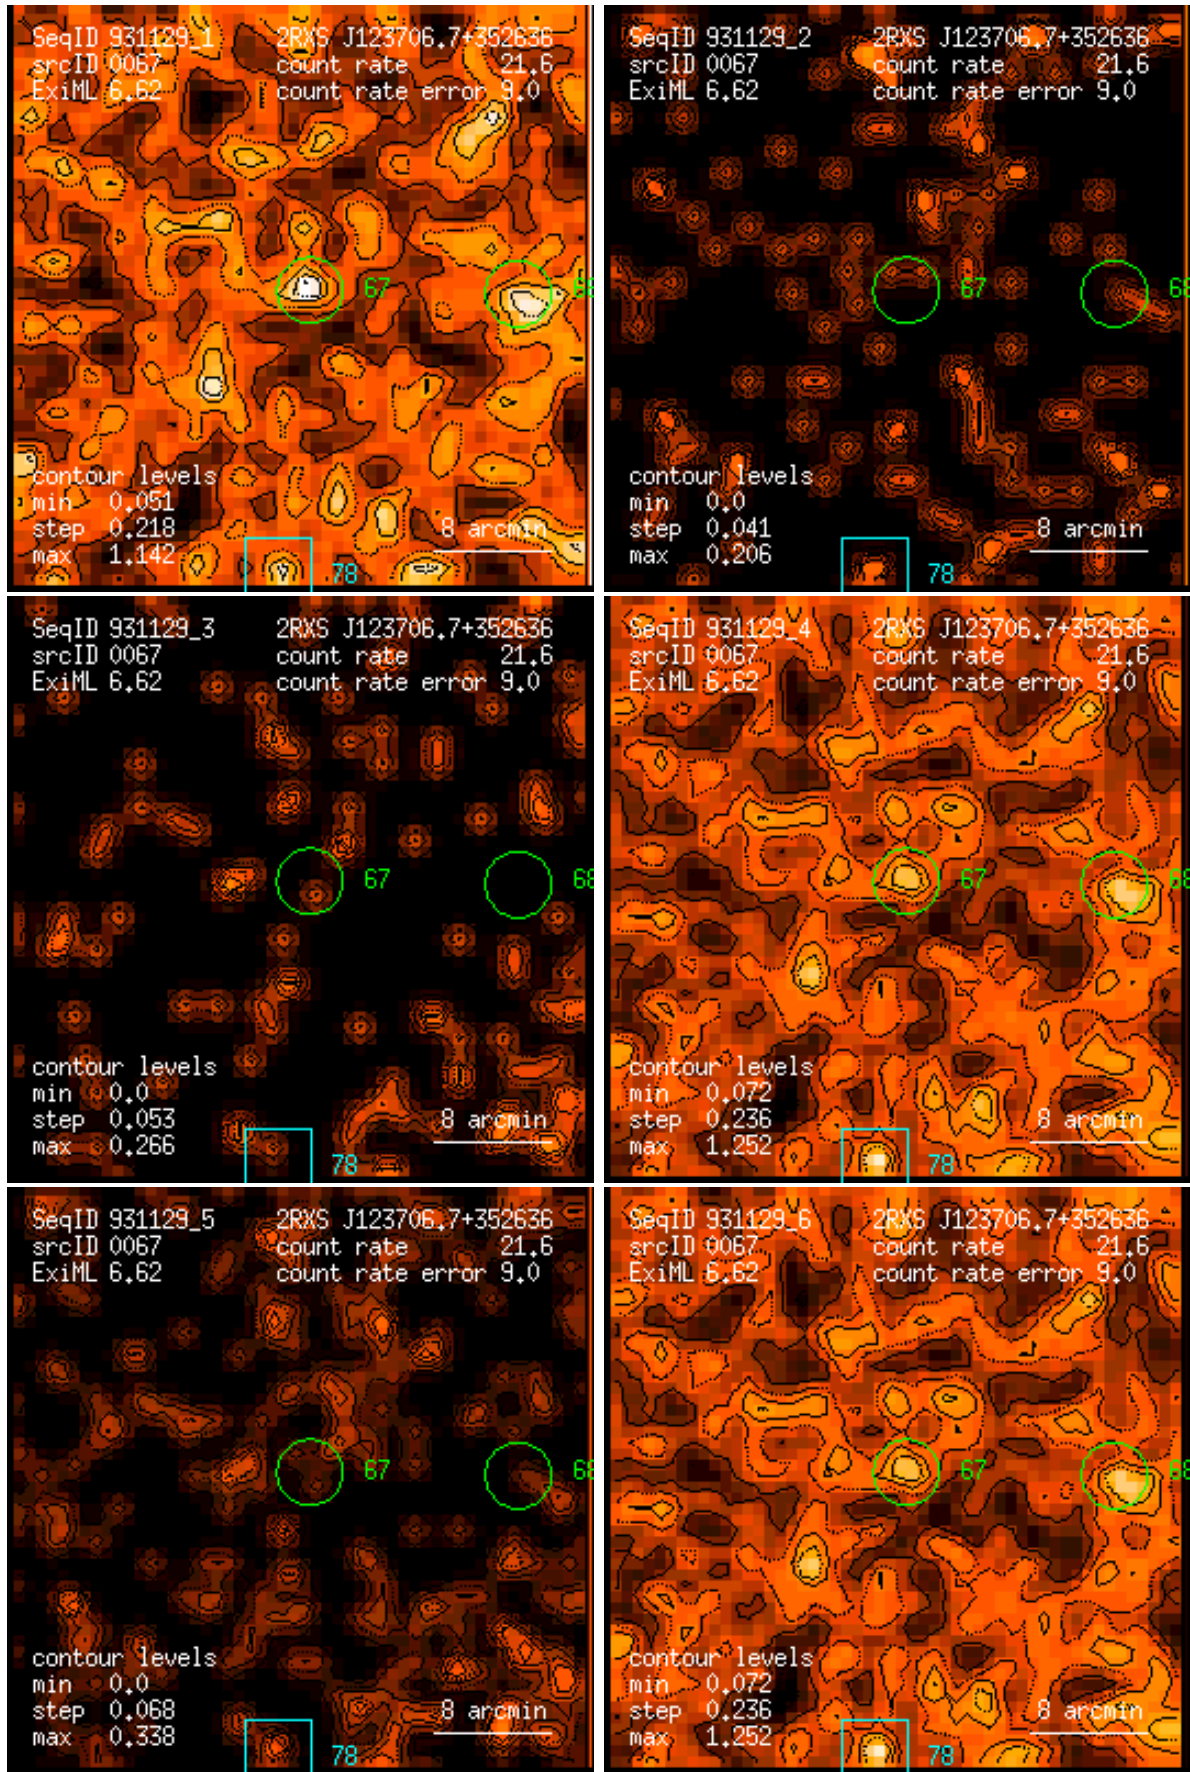 SeqID 931129_1 2RXS J123706.7+352636
srcID 0067 count rate 21.6
ExiML 6.62 count rate error 9.0
67
68
contour levels
min 0.051
step 0.218 8 arcmin
max 1.142
78
SeqID 931129_2 2RXS J123706.7+352636
srcID 0067 count rate 21.6
ExiML 6.62 count rate error 9.0
67
68
contour levels
min 0.0
step 0.041 8 arcmin
max 0.206
78
SeqID 931129_3 2RXS J123706.7+352636
srcID 0067 count rate 21.6
ExiML 6.62 count rate error 9.0
67
68
contour levels
min 0.0
step 0.053 8 arcmin
max 0.266
78
SeqID 931129_4 2RXS J123706.7+352636
srcID 0067 count rate 21.6
ExiML 6.62 count rate error 9.0
67
68
contour levels
min 0.072
step 0.236 8 arcmin
max 1.252
78
SeqID 931129_5 2RXS J123706.7+352636
srcID 0067 count rate 21.6
ExiML 6.62 count rate error 9.0
67
68
contour levels
min 0.0
step 0.068 8 arcmin
max 0.338
78
SeqID 931129_6 2RXS J123706.7+352636
srcID 0067 count rate 21.6
ExiML 6.62 count rate error 9.0
67
68
contour levels
min 0.072
step 0.236 8 arcmin
max 1.252
78